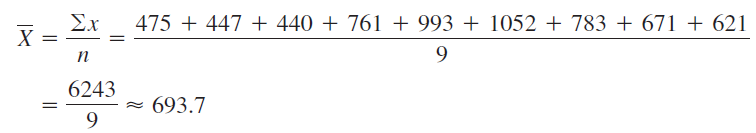 X̄ = Σx / n = 475 + 447 + 440 + 761 + 993 + 1052 + 783 + 671 + 621 / 9
= 6243 / 9 ≈ 693.7